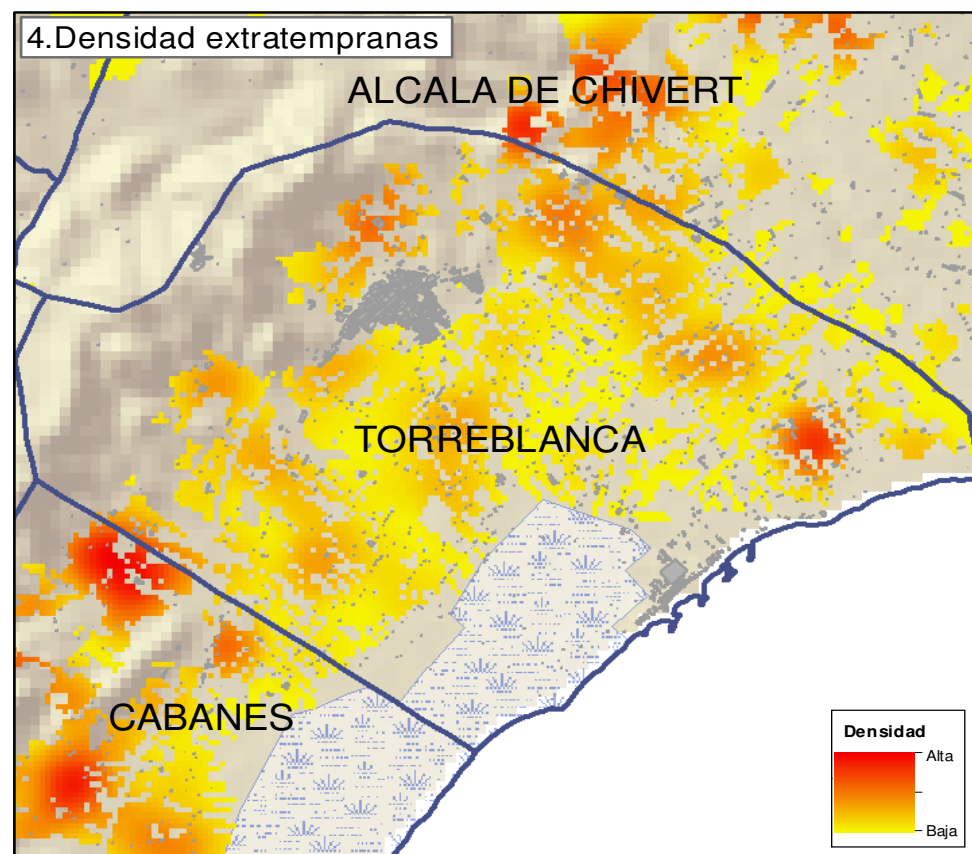 4.Densidad extratempranas
ALCALA DE CHIVERT
TORREBLANCA
CABANES
Densidad
Alta
Baja